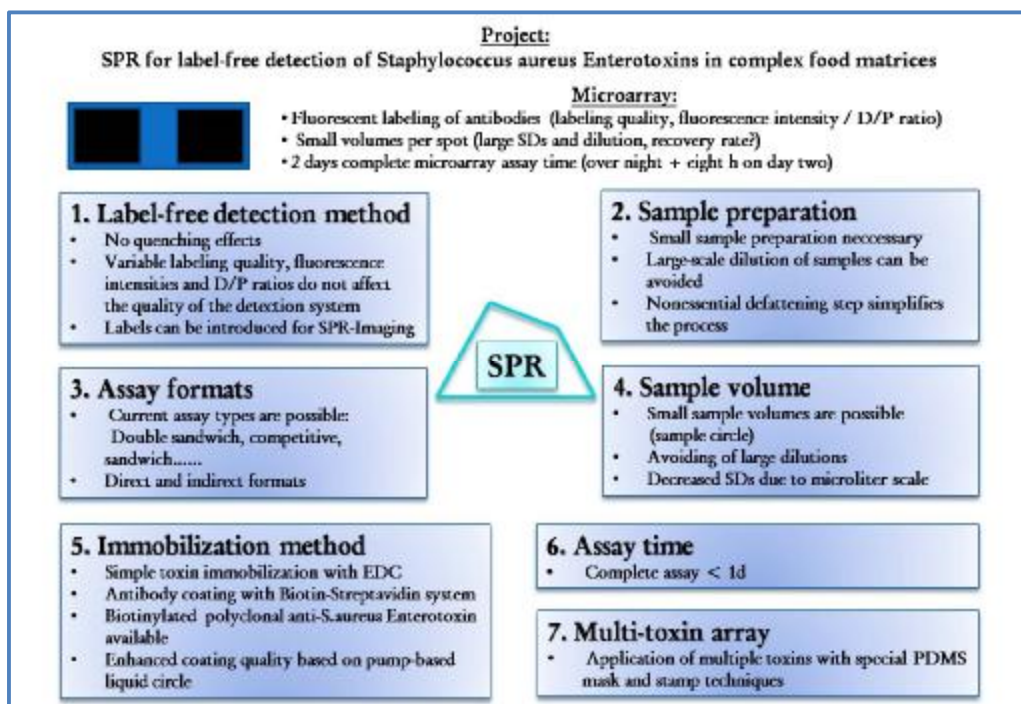 Project:
SPR for label-free detection of Staphylococcus aureus Enterotoxins in complex food matrices
Microarray:
• Fluorescent labeling of antibodies (labeling quality, fluorescence intensity / D/P ratio)
• Small volumes per spot (large SDs and dilution, recovery rate?)
• 2 days complete microarray assay time (over night + eight h on day two)
1. Label-free detection method
• No quenching effects
• Variable labeling quality, fluorescence
intensities and D/P ratios do not affect
the quality of the detection system
• Labels can be introduced for SPR-Imaging
2. Sample preparation
• Small sample preparation neccessary
• Large-scale dilution of samples can be
avoided
• Nonessential defattening step simplifies
the process
SPR
3. Assay formats
• Current assay types are possible:
Double sandwich, competitive,
sandwich......
• Direct and indirect formats
4. Sample volume
• Small sample volumes are possible
(sample circle)
• Avoiding of large dilutions
• Decreased SDs due to microliter scale
5. Immobilization method
• Simple toxin immobilization with EDC
• Antibody coating with Biotin-Streptavidin system
• Biotinylated polyclonal anti-S.aureus Enterotoxin
available
• Enhanced coating quality based on pump-based
liquid circle
6. Assay time
• Complete assay < 1d
7. Multi-toxin array
• Application of multiple toxins with special PDMS
mask and stamp techniques